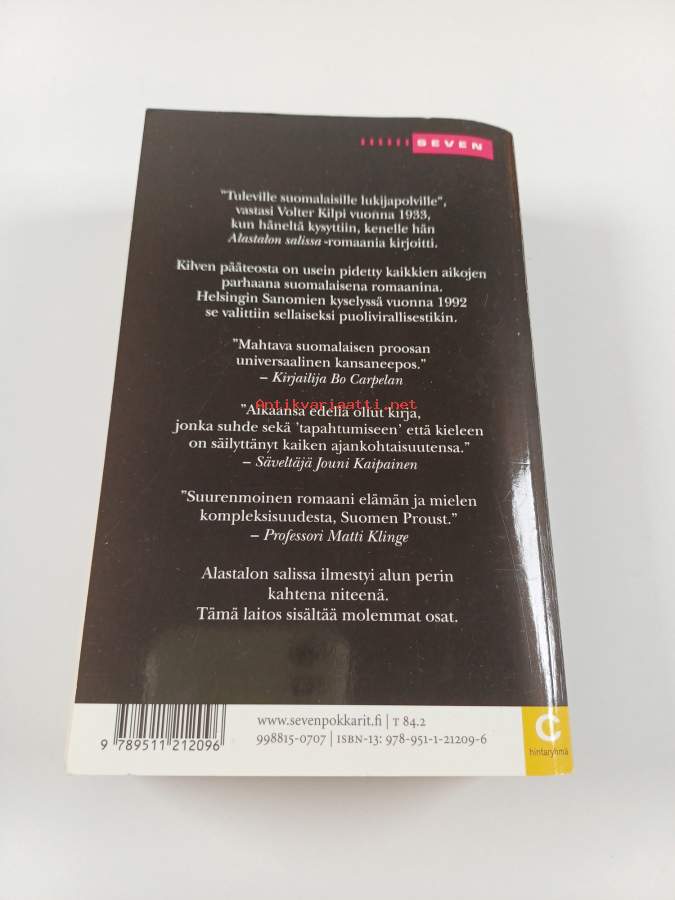 SEVEN
"Tuleville suomalaisille lukijapolville",
vastasi Volter Kilpi vuonna 1933,
kun häneltä kysyttiin, kenelle hän
Alastalon salissa -romaania kirjoitti.
Kilven pääteosta on usein pidetty kaikkien aikojen
parhaana suomalaisena romaanina.
Helsingin Sanomien kyselyssä vuonna 1992
se valittiin sellaiseksi puolivirallisestikin.
"Mahtava suomalaisen proosan
universaalinen kansaneepos."
– Kirjailija Bo Carpelan
Antikvariaatti.net
"Aikaansa edellä ollut kirja,
jonka suhde sekä 'tapahtumiseen' että kieleen
on säilyttänyt kaiken ajankohtaisuutensa."
– Säveltäjä Jouni Kaipainen
"Suurenmoinen romaani elämän ja mielen
kompleksisuudesta, Suomen Proust."
– Professori Matti Klinge
Alastalon salissa ilmestyi alun perin
kahtena niteenä.
Tämä laitos sisältää molemmat osat.
9 789511 212096
www.sevenpokkarit.fi | T 84.2
998815-0707 | ISBN-13: 978-951-1-21209-6
C
hintaryhmä